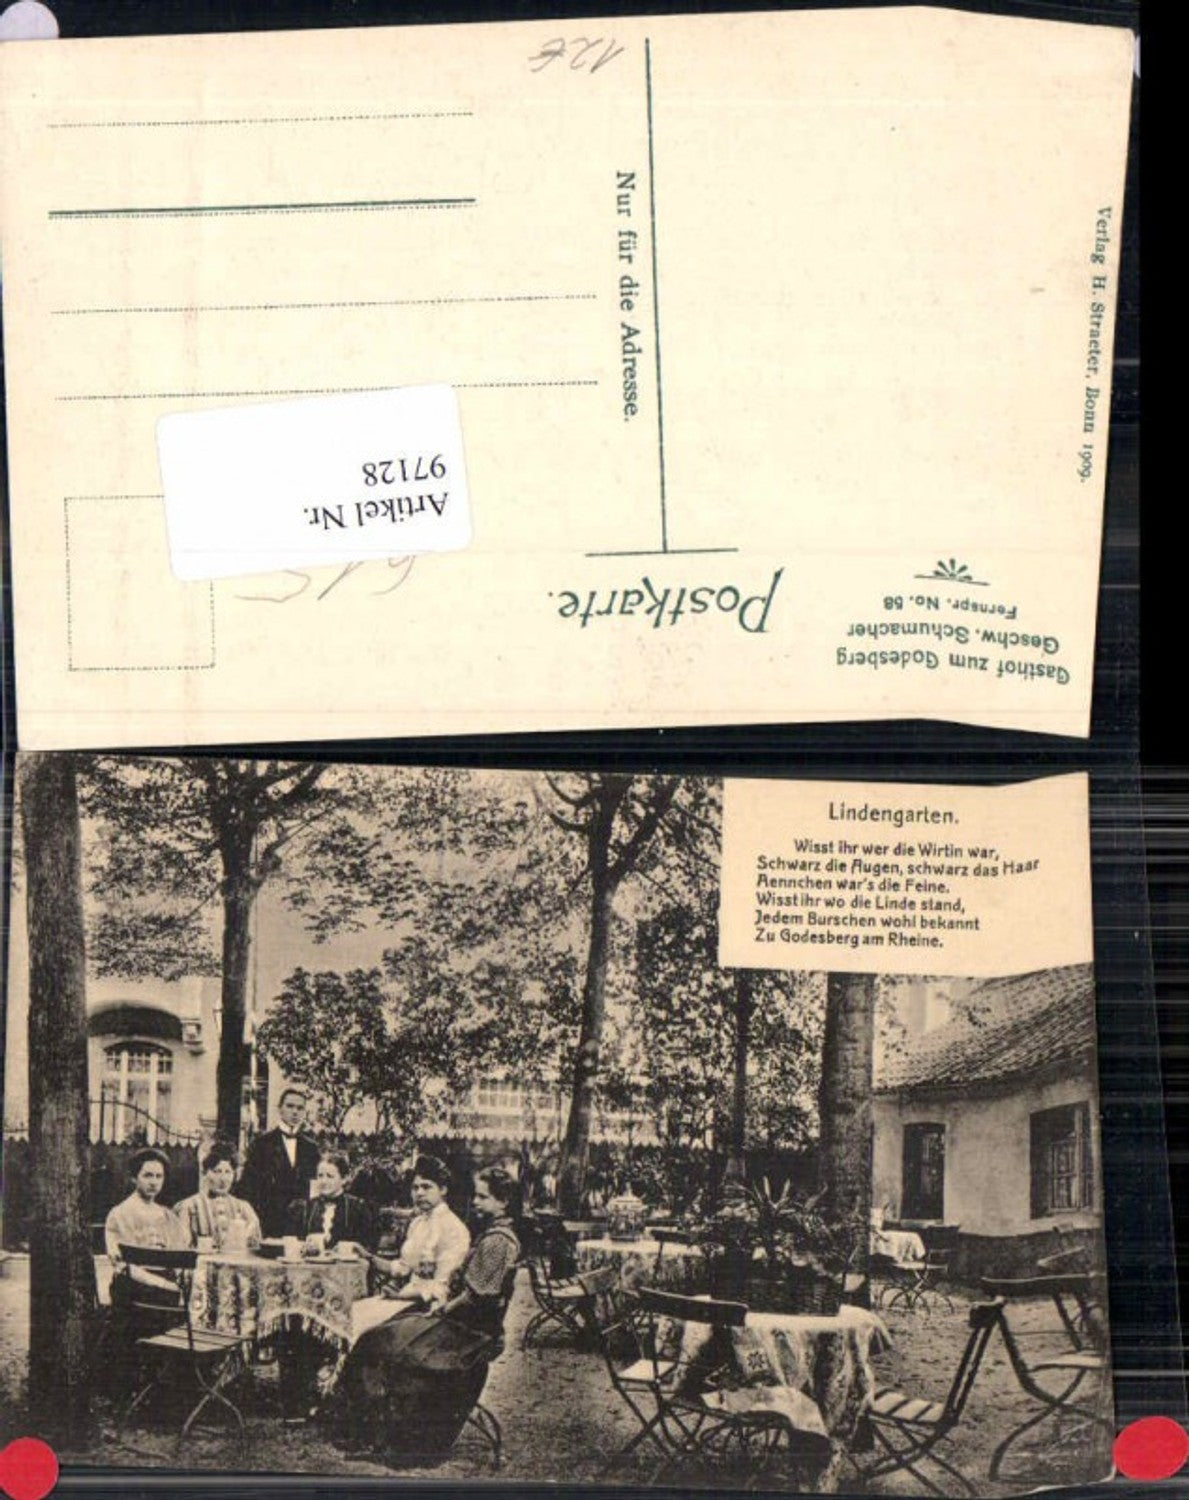 12€
Nur für die Adresse.
Verlag H. Straeter, Bonn 1909.
Artikel Nr.
97128
Postkarte.
Gasthof zum Godesberg
Geschw. Schumacher
Fernspr. No. 68
Lindengarten.
Wisst ihr wer die Wirtin war,
Schwarz die Augen, schwarz das Haar
Aennchen war's die Feine.
Wisst ihr wo die Linde stand,
Jedem Burschen wohl bekannt
Zu Godesberg am Rheine.